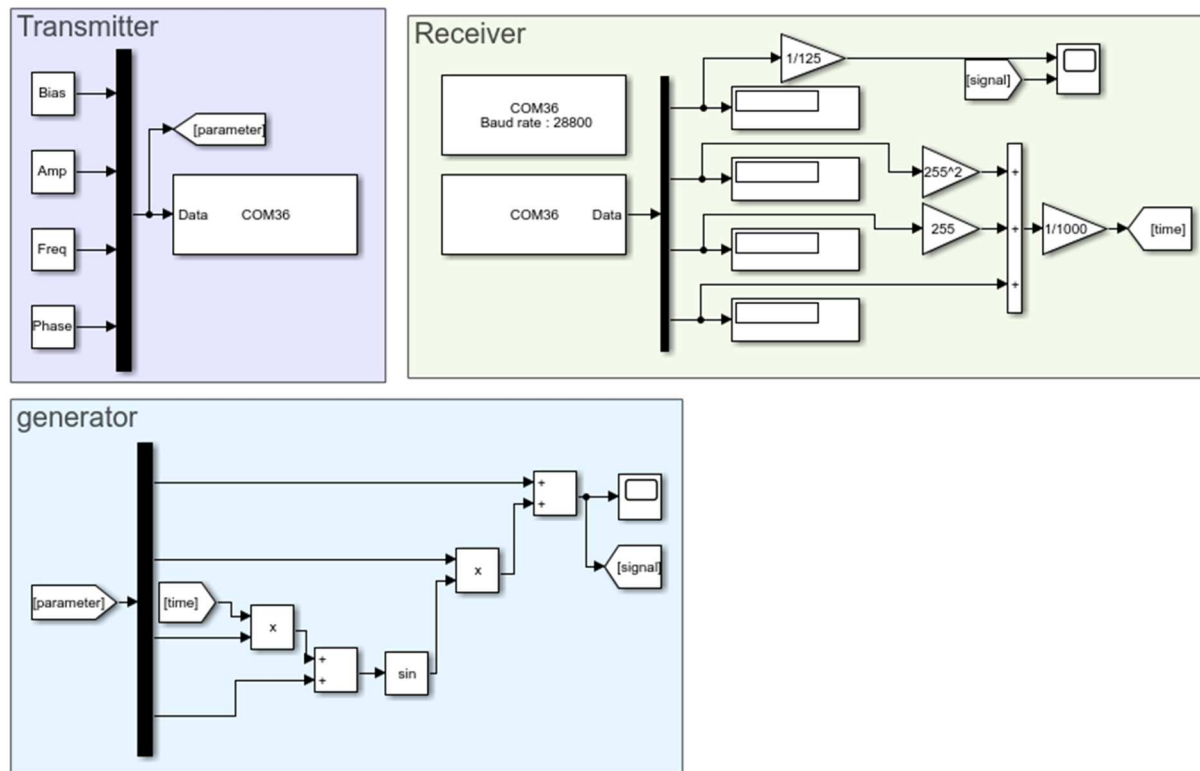 Transmitter
Bias
Amp
Freq
Phase
[parameter]
Data COM36
Receiver
COM36
Baud rate : 28800
COM36 Data
1/125
[signal]
255^2
+
255
+
+
1/1000
[time]
generator
[parameter]
[time]
x
+
+
sin
x
+
+
[signal]